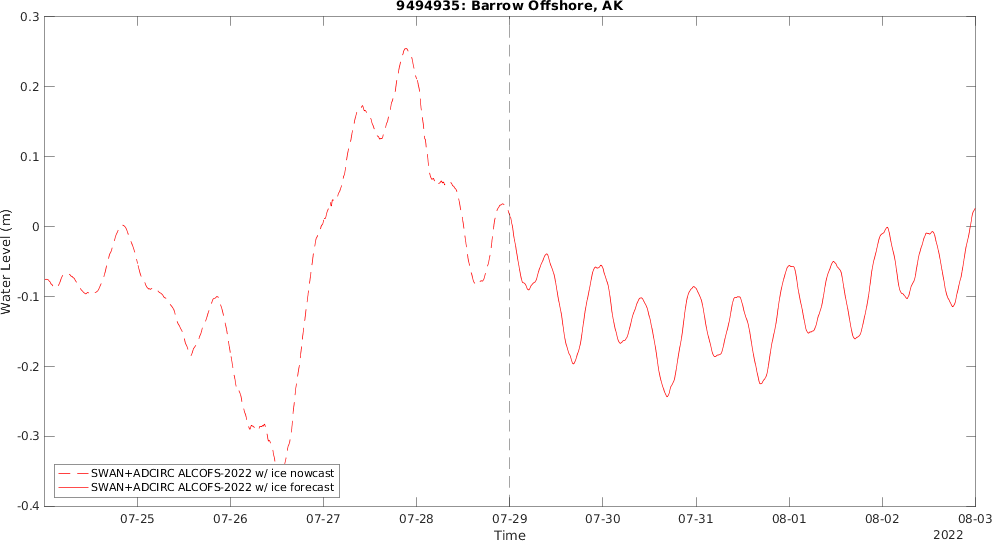 9494935: Barrow Offshore, AK
0.3
0.2
0.1
0
-0.1
-0.2
-0.3
-0.4
Water Level (m)
SWAN+ADCIRC ALCOFS-2022 w/ ice nowcast
SWAN+ADCIRC ALCOFS-2022 w/ ice forecast
07-25 07-26 07-27 07-28 07-29 07-30 07-31 08-01 08-02 08-03
Time
2022